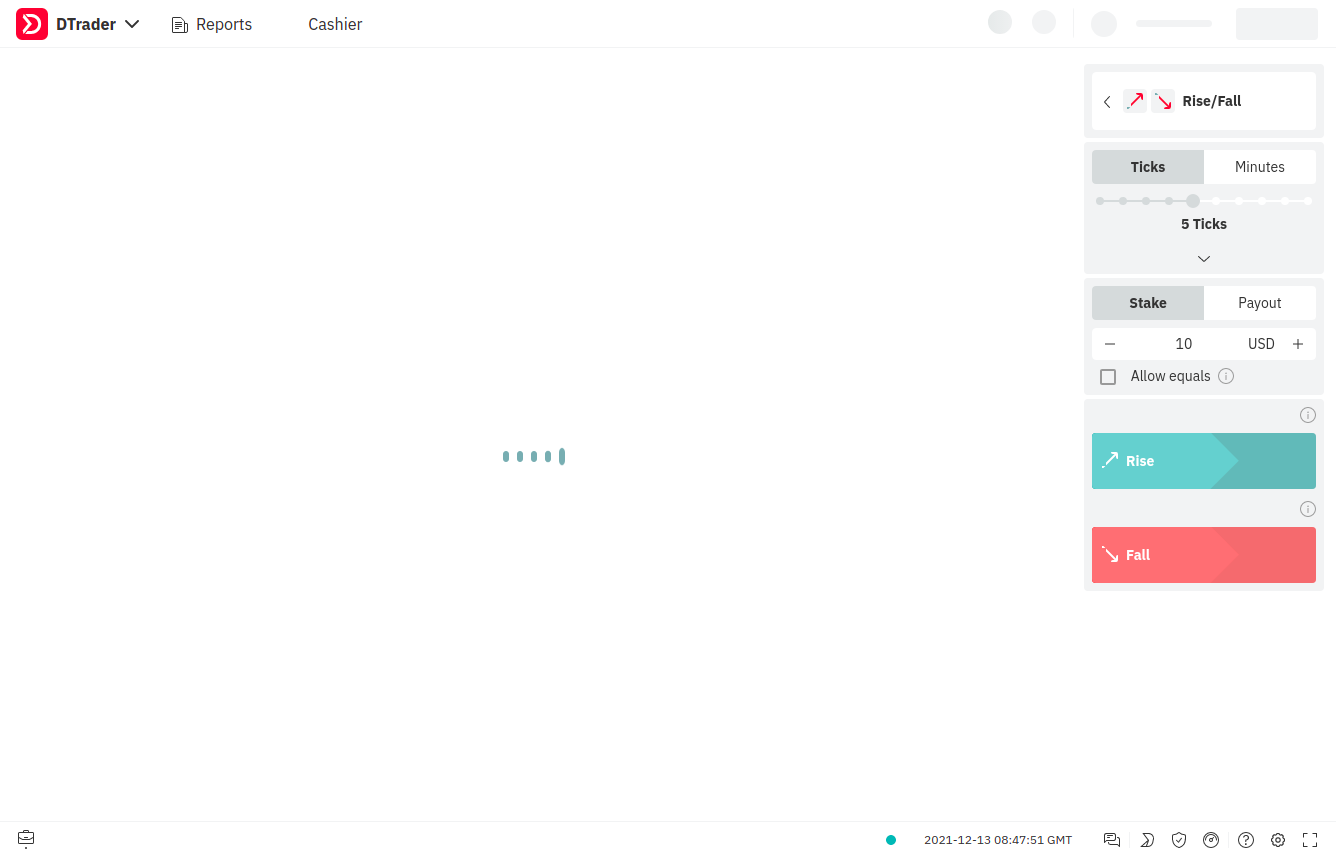 DTrader
Reports
Cashier
Rise/Fall
Ticks
Minutes
5 Ticks
Stake
Payout
10
USD
Allow equals
Rise
Fall
2021-12-13 08:47:51 GMT